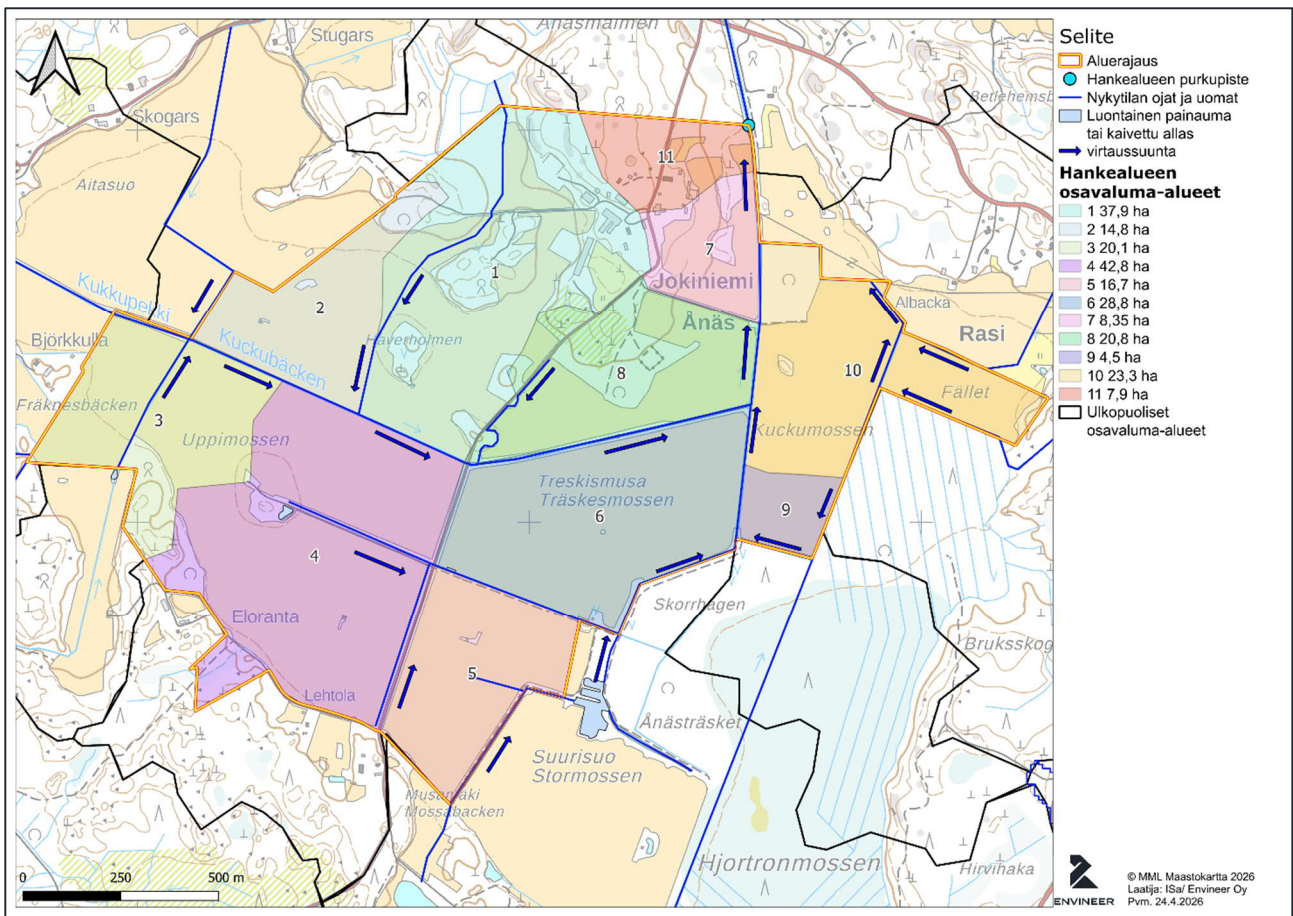 30
Stugars
Änäsmalmen
Skogars
Aitasuo
11
Kukkupekki
Björkkulla
Kuckubäcken
Fräknesbäcken
Uppimossen
Haverholmen
1
2
3
7
Jokiniemi
Ånäs
8
Albacka
Rasi
10
Fället
Kuckumossen
Treskismusa
Träskesmossen
6
9
4
Eloranta
Lehtola
5
Skorrhagen
Ånästräsket
Suurisuo
Stormossen
Musamäki
Mossabacken
Hjortronmossen
Bruksskog
Hirvihaka
0 250 500 m
Selite
Aluerajaus
Hankealueen purkupiste
Nykytilan ojat ja uomat
Luontainen painauma
tai kaivettu allas
virtaussuunta
Hankealueen
osavaluma-alueet
1 37,9 ha
2 14,8 ha
3 20,1 ha
4 42,8 ha
5 16,7 ha
6 28,8 ha
7 8,35 ha
8 20,8 ha
9 4,5 ha
10 23,3 ha
11 7,9 ha
Ulkopuoliset
osavaluma-alueet
ENVINEER
© MML Maastokartta 2026
Laatija: ISa/ Envineer Oy
Pvm. 24.4.2026